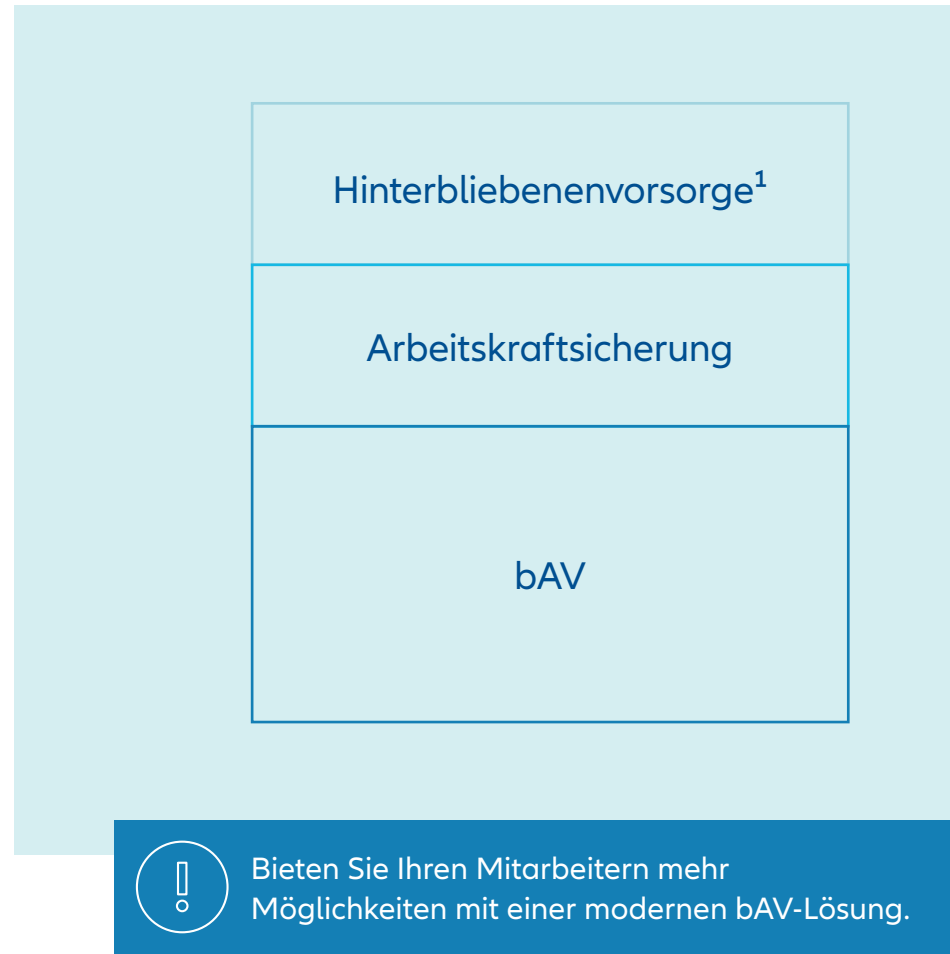 Hinterbliebenenvorsorge¹
Arbeitskraftsicherung
bAV
Bieten Sie Ihren Mitarbeitern mehr
Möglichkeiten mit einer modernen bAV-Lösung.